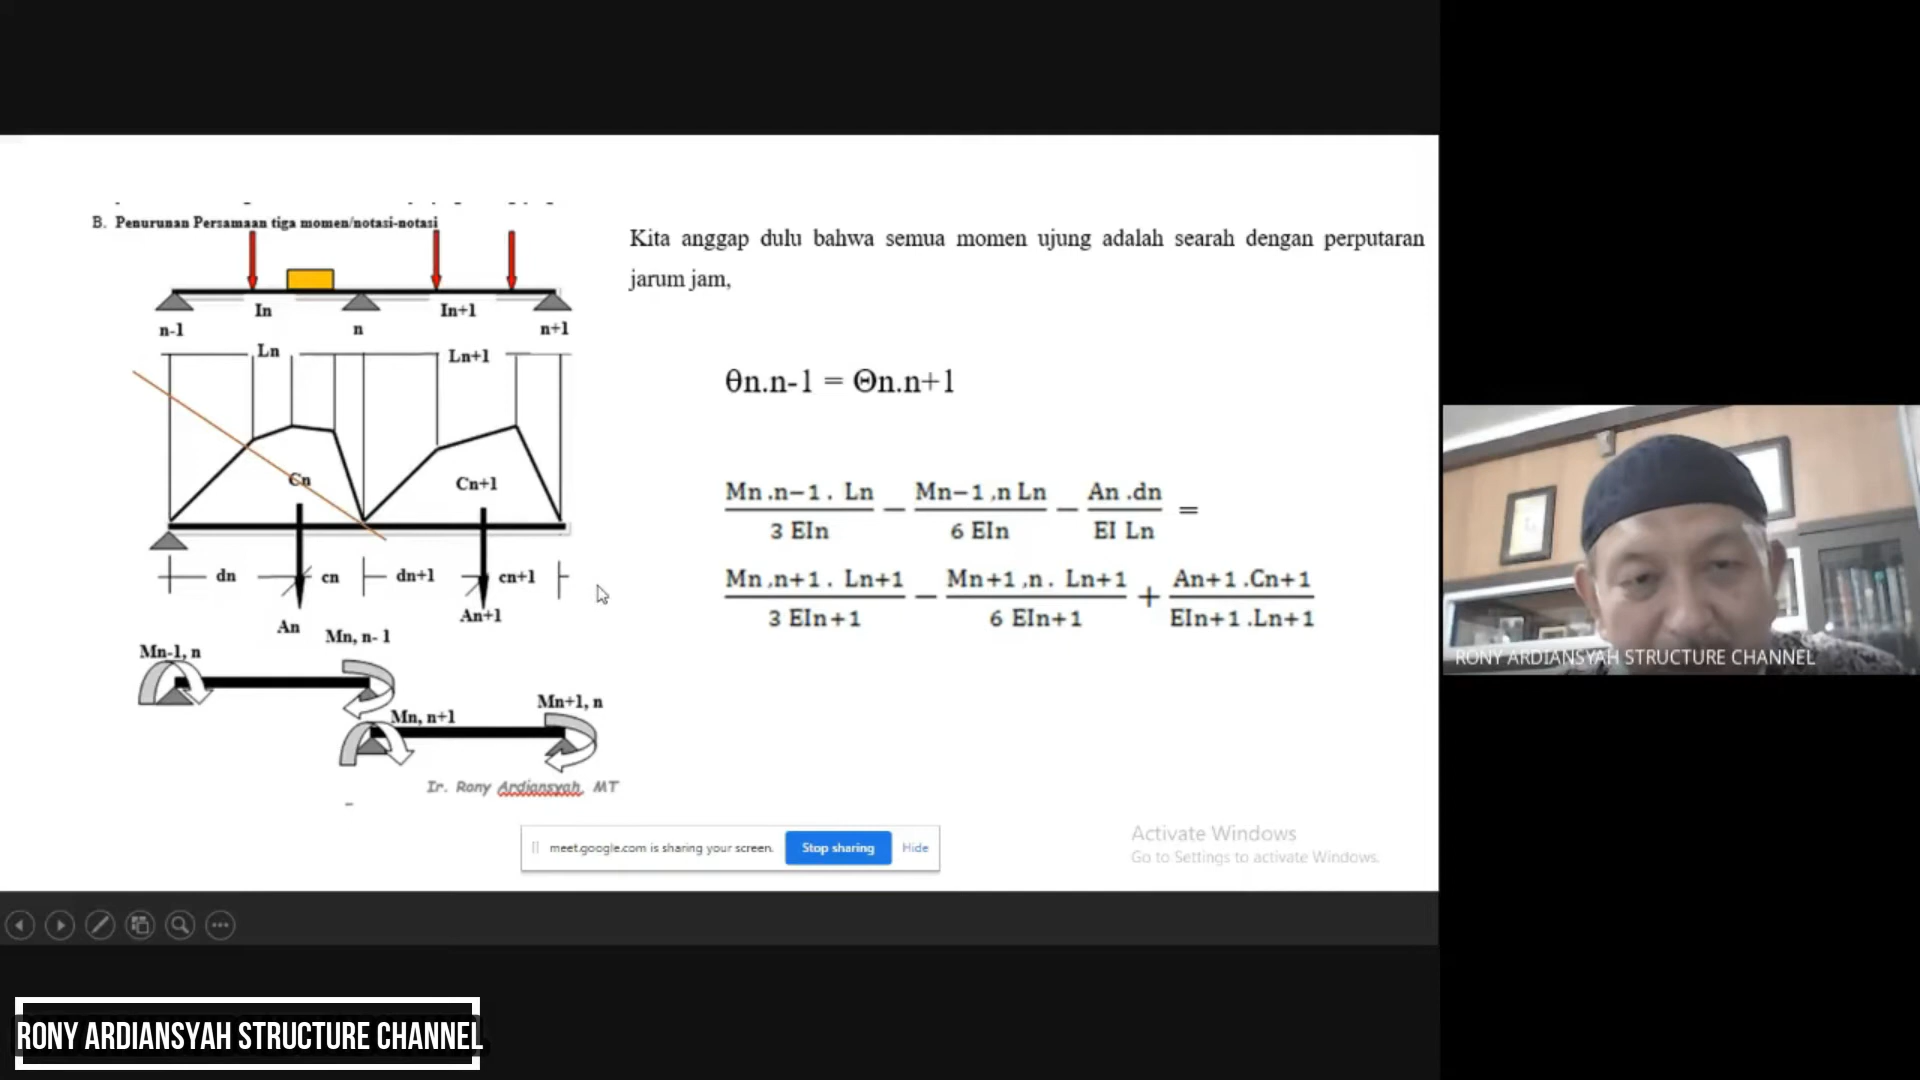 B. Penurunan Persamaan tiga momen/notasi-notasi
In
In+1
n-1
n
n+1
Ln
Ln+1
Cn
Cn+1
dn
cn
dn+1
cn+1
An
An+1
Mn-1, n
Mn, n- 1
Mn, n+1
Mn+1, n
Ir. Rony Ardiansyah, MT
Kita anggap dulu bahwa semua momen ujung adalah searah dengan perputaran
jarum jam,
θn.n-1 = Θn.n+1
Mn .n−1 . Ln / 3 EIn − Mn−1 ,n Ln / 6 EIn − An .dn / EI Ln =
Mn ,n+1 . Ln+1 / 3 EIn+1 − Mn+1 ,n . Ln+1 / 6 EIn+1 + An+1 .Cn+1 / EIn+1 .Ln+1
meet.google.com is sharing your screen.
Stop sharing
Hide
Activate Windows
Go to Settings to activate Windows.
RONY ARDIANSYAH STRUCTURE CHANNEL
RONY ARDIANSYAH STRUCTURE CHANNEL